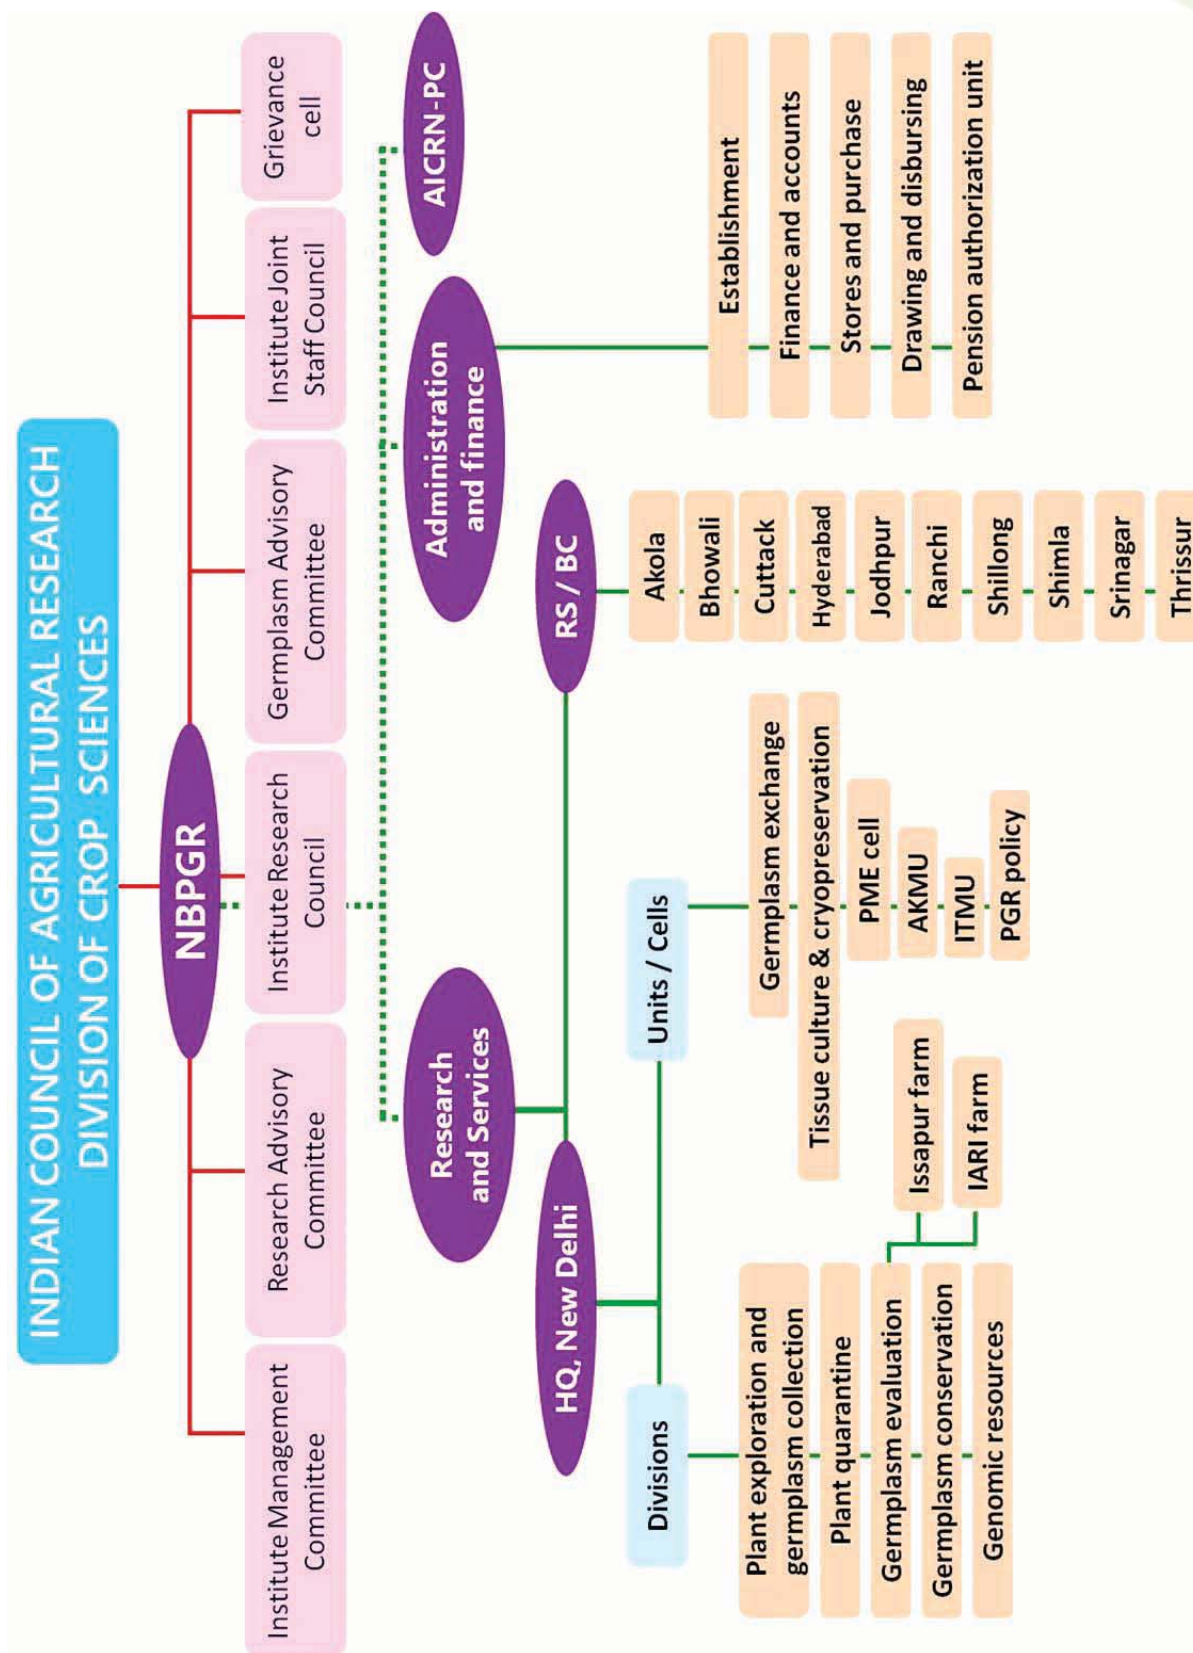 INDIAN COUNCIL OF AGRICULTURAL RESEARCH
DIVISION OF CROP SCIENCES
NBPGR
Institute Management
Committee
Research Advisory
Committee
Institute Research
Council
Germplasm Advisory
Committee
Institute Joint
Staff Council
Grievance
cell
Research
and Services
Administration
and finance
AICRN-PC
HQ, New Delhi
RS / BC
Divisions
Units / Cells
Plant exploration and
germplasm collection
Plant quarantine
Germplasm evaluation
Germplasm conservation
Genomic resources
Issapur farm
IARI farm
Germplasm exchange
Tissue culture & cryopreservation
PME cell
AKMU
ITMU
PGR policy
Akola
Bhowali
Cuttack
Hyderabad
Jodhpur
Ranchi
Shillong
Shimla
Srinagar
Thrissur
Establishment
Finance and accounts
Stores and purchase
Drawing and disbursing
Pension authorization unit